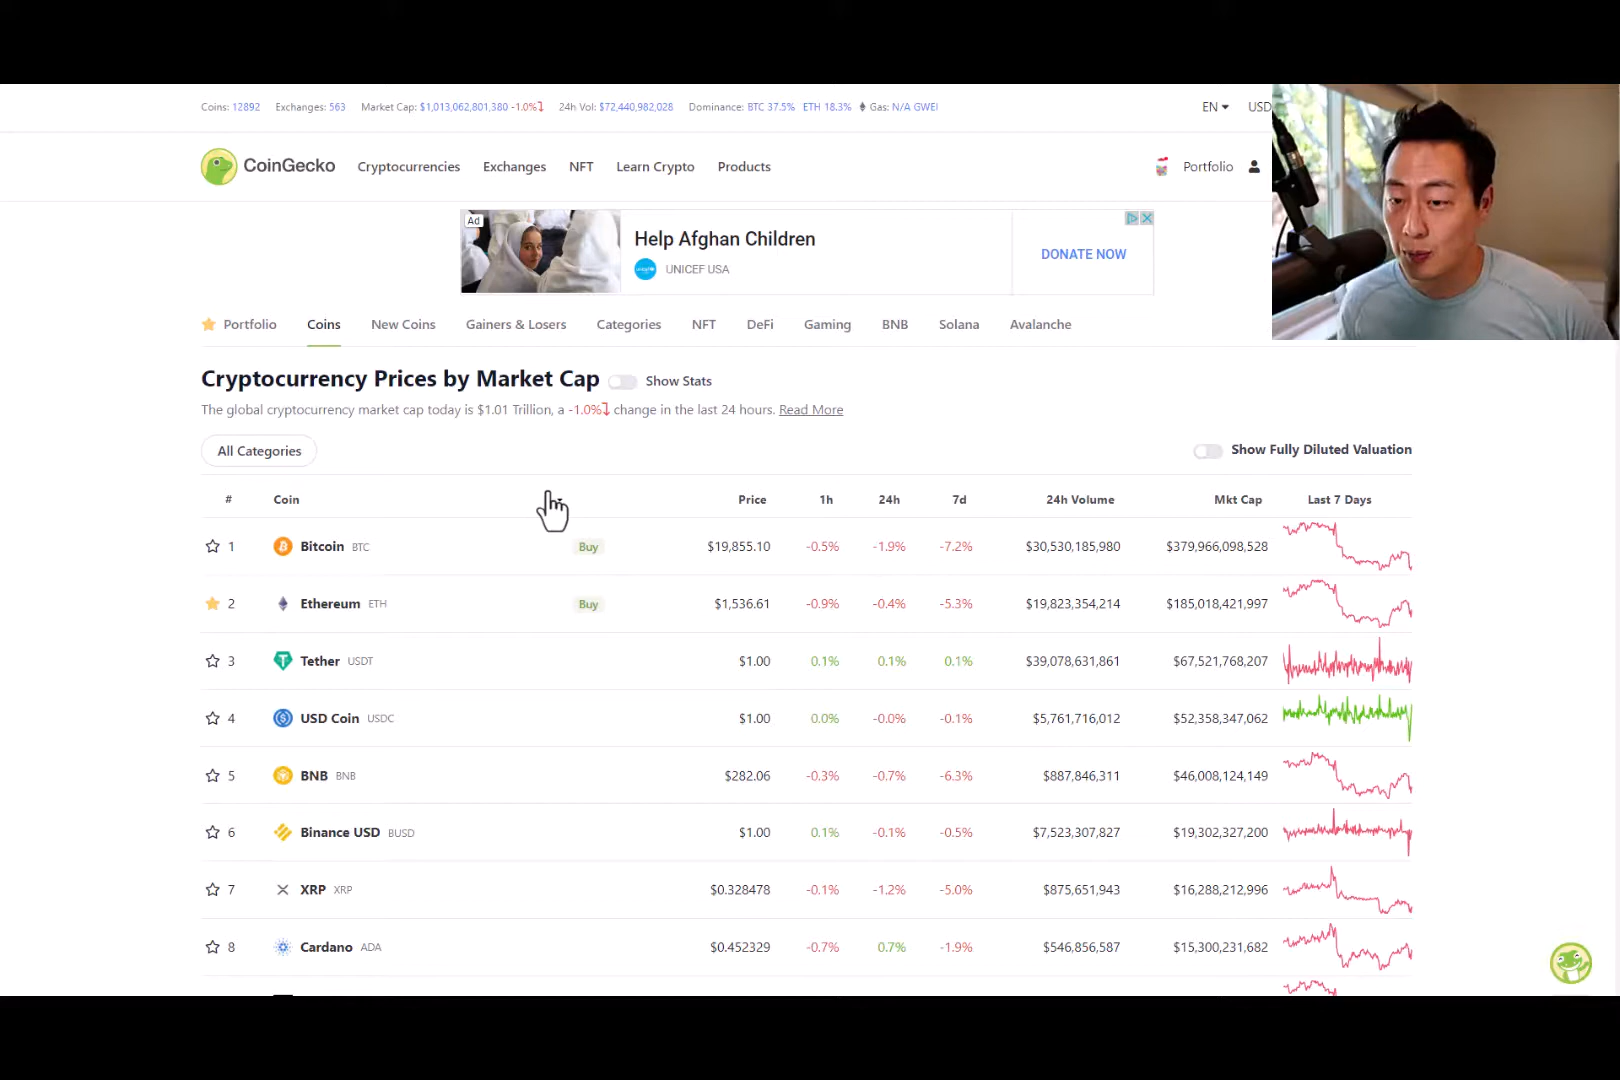 Coins: 12892 Exchanges: 563 Market Cap: $1,013,062,801,380 -1.0% 24h Vol: $72,440,982,028 Dominance: BTC 37.5% ETH 18.3% Gas: N/A GWEI EN USD
CoinGecko Cryptocurrencies Exchanges NFT Learn Crypto Products Portfolio
Ad
Help Afghan Children
UNICEF USA
DONATE NOW
Portfolio Coins New Coins Gainers & Losers Categories NFT DeFi Gaming BNB Solana Avalanche
Cryptocurrency Prices by Market Cap Show Stats
The global cryptocurrency market cap today is $1.01 Trillion, a -1.0% change in the last 24 hours. Read More
All Categories Show Fully Diluted Valuation
# Coin Price 1h 24h 7d 24h Volume Mkt Cap Last 7 Days
1 Bitcoin BTC Buy $19,855.10 -0.5% -1.9% -7.2% $30,530,185,980 $379,966,098,528
2 Ethereum ETH Buy $1,536.61 -0.9% -0.4% -5.3% $19,823,354,214 $185,018,421,997
3 Tether USDT $1.00 0.1% 0.1% 0.1% $39,078,631,861 $67,521,768,207
4 USD Coin USDC $1.00 0.0% -0.0% -0.1% $5,761,716,012 $52,358,347,062
5 BNB BNB $282.06 -0.3% -0.7% -6.3% $887,846,311 $46,008,124,149
6 Binance USD BUSD $1.00 0.1% -0.1% -0.5% $7,523,307,827 $19,302,327,200
7 XRP XRP $0.328478 -0.1% -1.2% -5.0% $875,651,943 $16,288,212,996
8 Cardano ADA $0.452329 -0.7% 0.7% -1.9% $546,856,587 $15,300,231,682